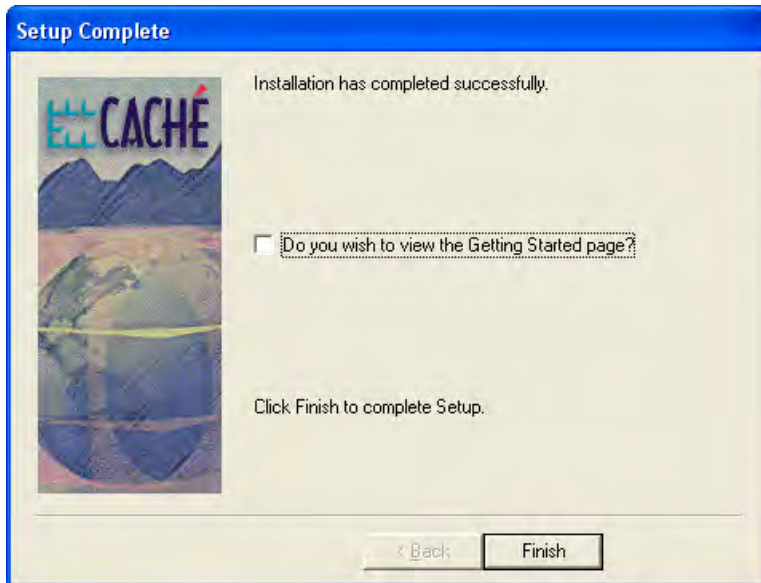 Setup Complete
CACHÉ
Installation has completed successfully.
Do you wish to view the Getting Started page?
Click Finish to complete Setup.
< Back
Finish